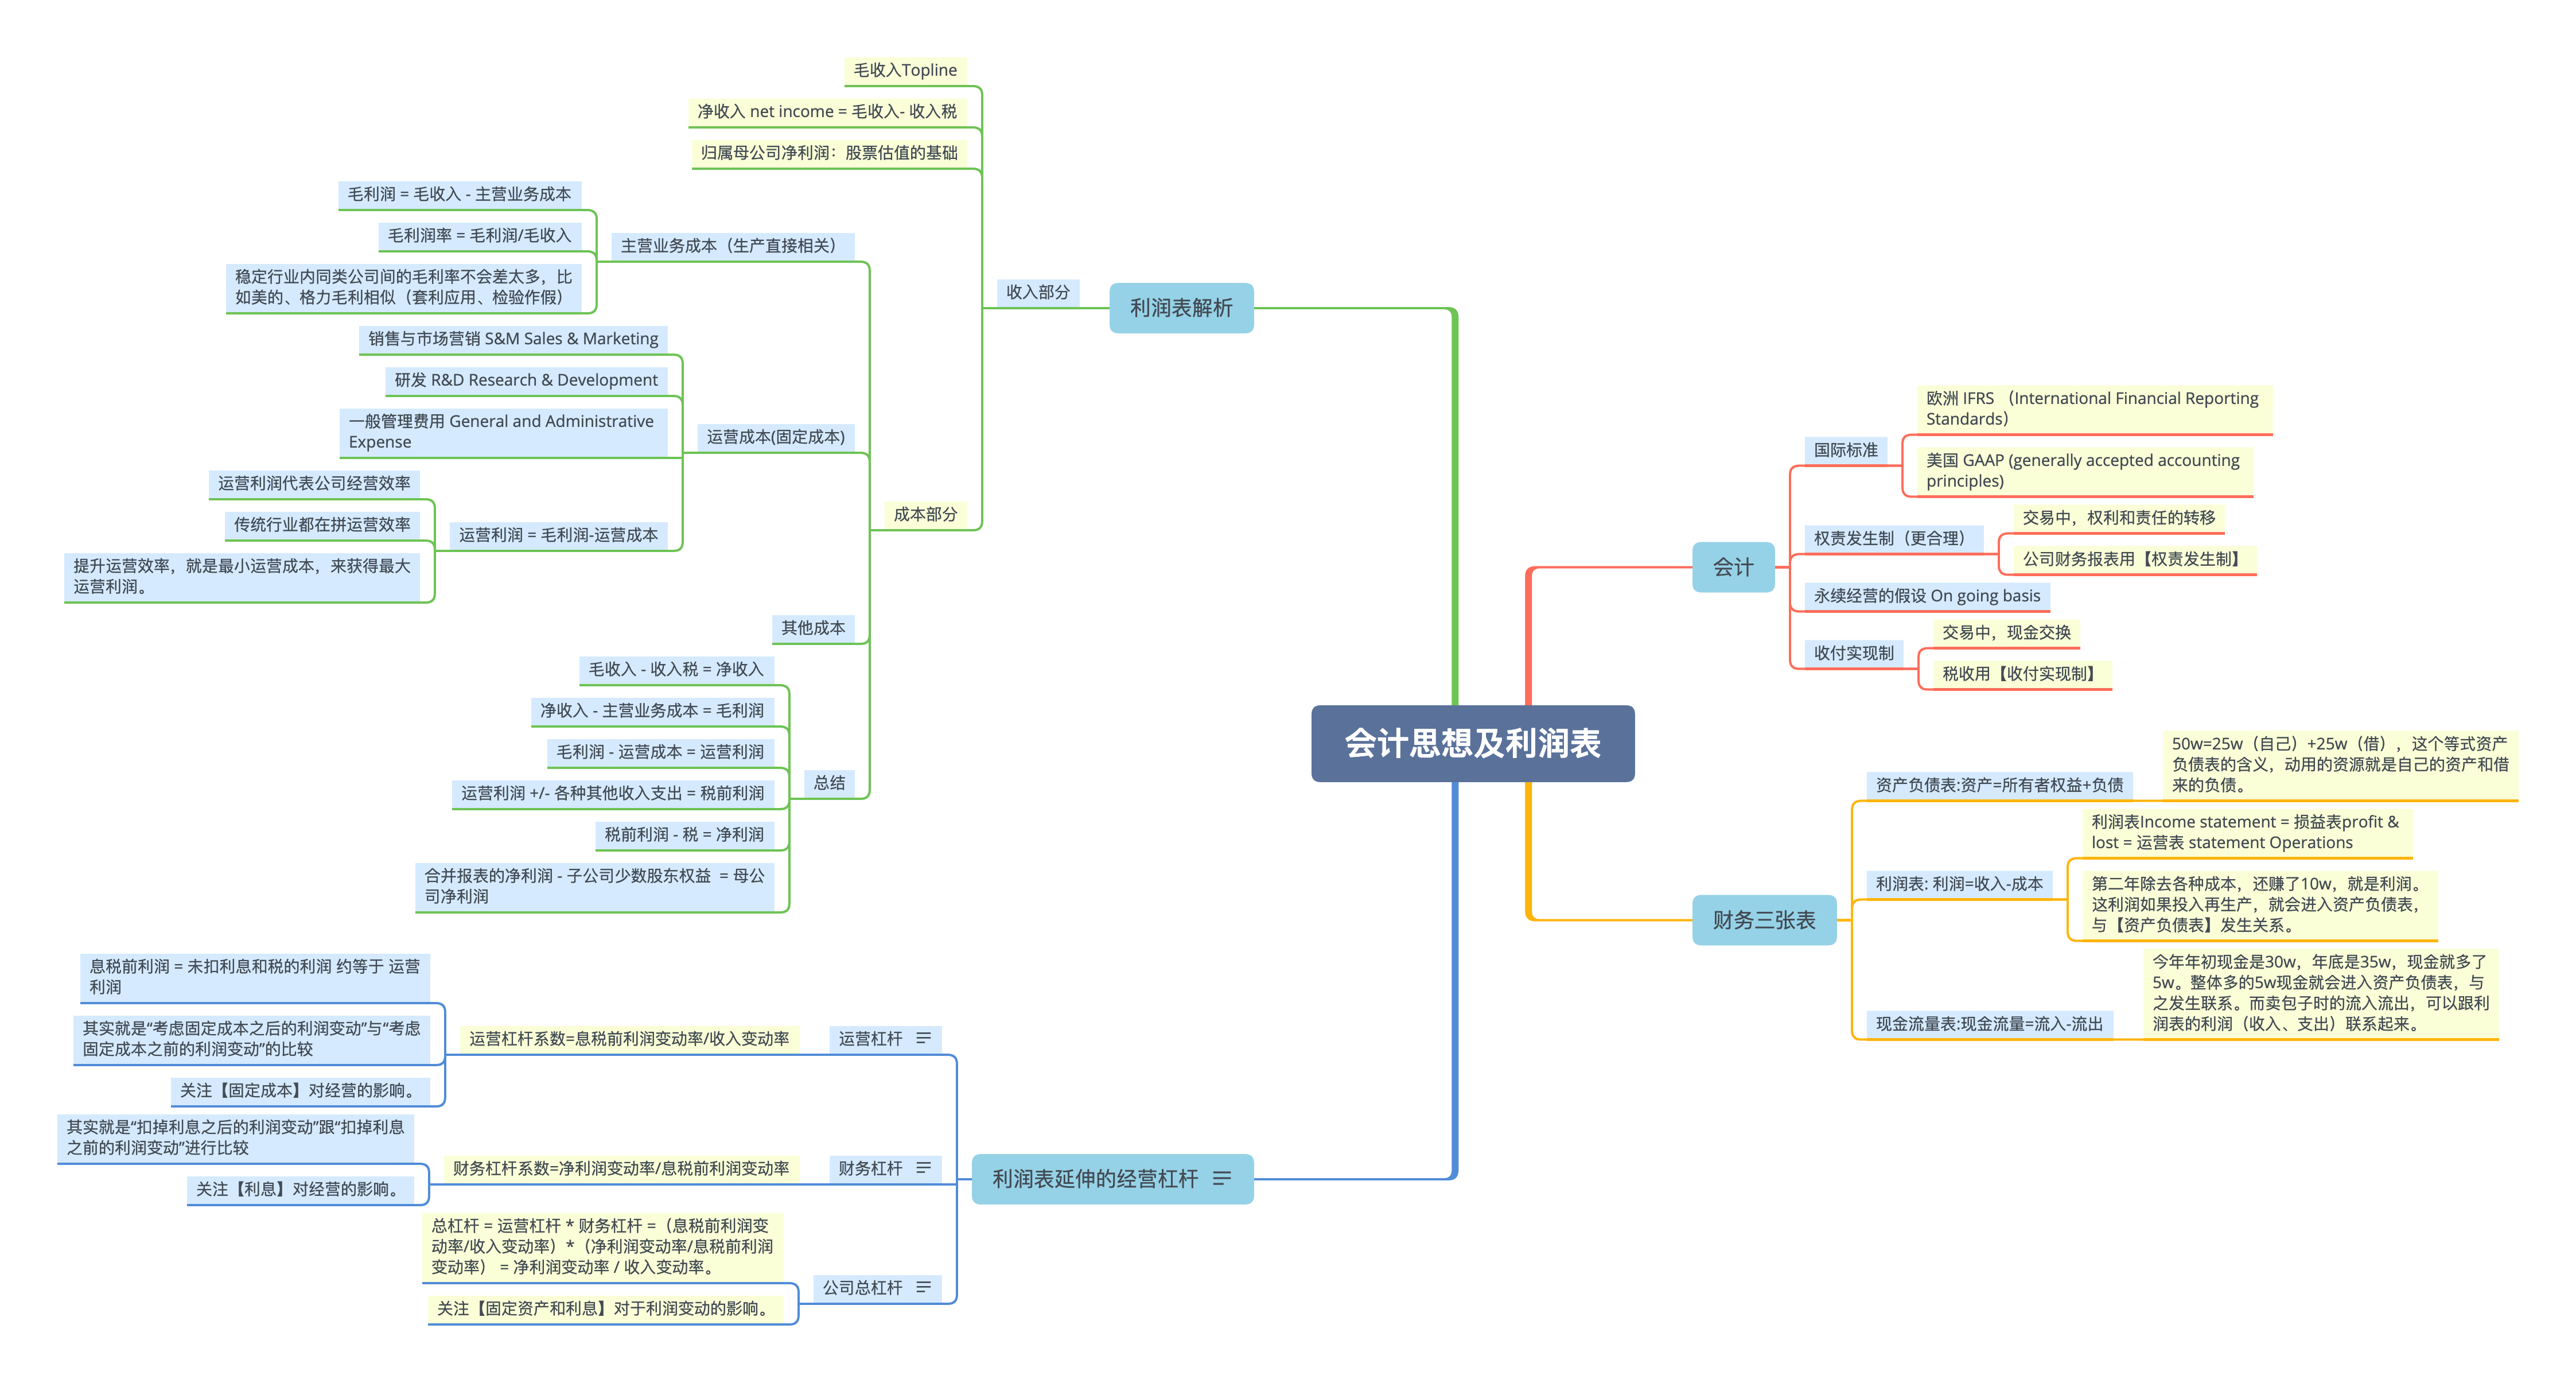 会计思想及利润表
会计
国际标准
欧洲 IFRS （International Financial Reporting
Standards）
美国 GAAP (generally accepted accounting
principles)
权责发生制（更合理）
交易中，权利和责任的转移
公司财务报表用【权责发生制】
永续经营的假设 On going basis
收付实现制
交易中，现金交换
税收用【收付实现制】
财务三张表
资产负债表:资产=所有者权益+负债
50w=25w（自己）+25w（借），这个等式资产
负债表的含义，动用的资源就是自己的资产和借
来的负债。
利润表: 利润=收入-成本
利润表Income statement = 损益表profit &
lost = 运营表 statement Operations
第二年除去各种成本，还赚了10w，就是利润。
这利润如果投入再生产，就会进入资产负债表，
与【资产负债表】发生关系。
现金流量表:现金流量=流入-流出
今年年初现金是30w，年底是35w，现金就多了
5w。整体多的5w现金就会进入资产负债表，与
之发生联系。而卖包子时的流入流出，可以跟利
润表的利润（收入、支出）联系起来。
利润表解析
收入部分
毛收入Topline
净收入 net income = 毛收入- 收入税
归属母公司净利润：股票估值的基础
成本部分
主营业务成本（生产直接相关）
毛利润 = 毛收入 - 主营业务成本
毛利润率 = 毛利润/毛收入
稳定行业内同类公司间的毛利率不会差太多，比
如美的、格力毛利相似（套利应用、检验作假）
运营成本(固定成本)
销售与市场营销 S&M Sales & Marketing
研发 R&D Research & Development
一般管理费用 General and Administrative
Expense
运营利润 = 毛利润-运营成本
运营利润代表公司经营效率
传统行业都在拼运营效率
提升运营效率，就是最小运营成本，来获得最大
运营利润。
其他成本
总结
毛收入 - 收入税 = 净收入
净收入 - 主营业务成本 = 毛利润
毛利润 - 运营成本 = 运营利润
运营利润 +/- 各种其他收入支出 = 税前利润
税前利润 - 税 = 净利润
合并报表的净利润 - 子公司少数股东权益 = 母公
司净利润
利润表延伸的经营杠杆
运营杠杆
运营杠杆系数=息税前利润变动率/收入变动率
息税前利润 = 未扣利息和税的利润 约等于 运营
利润
其实就是“考虑固定成本之后的利润变动”与“考虑
固定成本之前的利润变动”的比较
关注【固定成本】对经营的影响。
财务杠杆
财务杠杆系数=净利润变动率/息税前利润变动率
其实就是“扣掉利息之后的利润变动”跟“扣掉利息
之前的利润变动”进行比较
关注【利息】对经营的影响。
公司总杠杆
总杠杆 = 运营杠杆 * 财务杠杆 =（息税前利润变
动率/收入变动率）*（净利润变动率/息税前利润
变动率） = 净利润变动率 / 收入变动率。
关注【固定资产和利息】对于利润变动的影响。